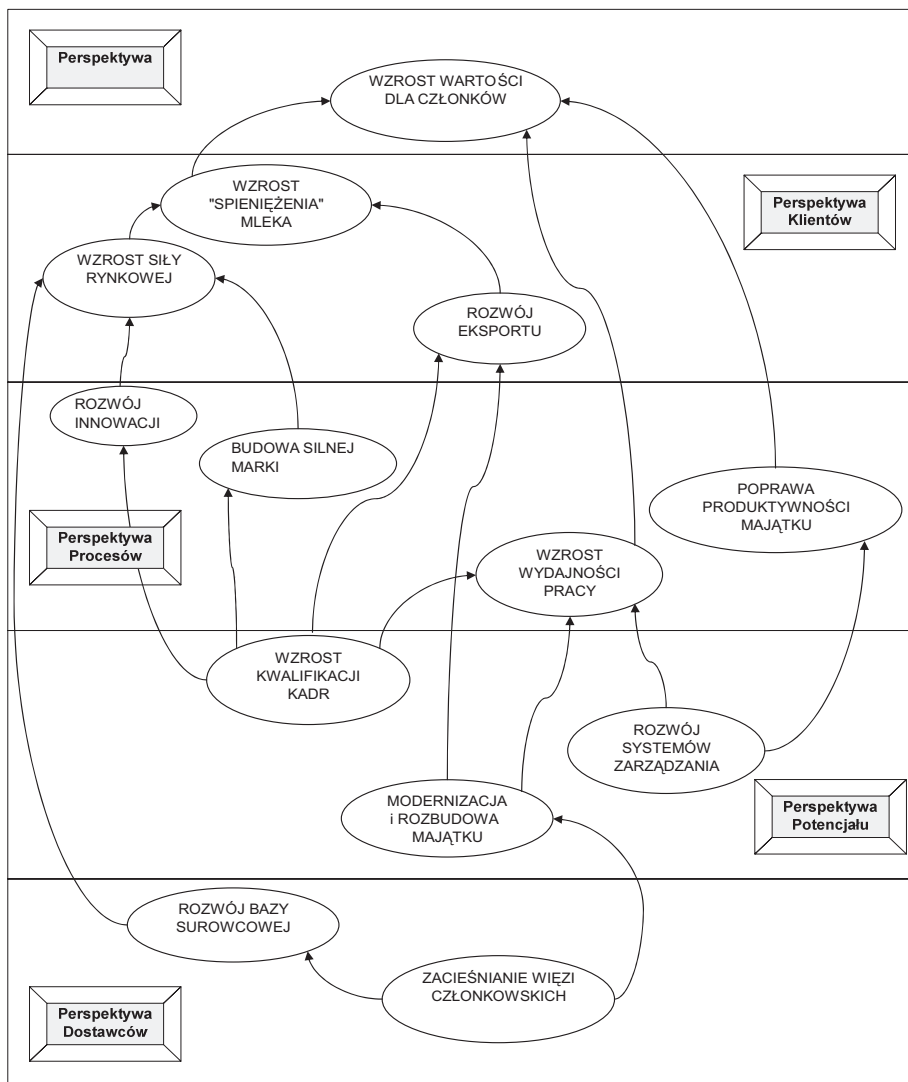 Perspektywa
WZROST WARTOŚCI
DLA CZŁONKÓW
WZROST
"SPIENIĘŻENIA"
MLEKA
Perspektywa
Klientów
WZROST SIŁY
RYNKOWEJ
ROZWÓJ
EKSPORTU
ROZWÓJ
INNOWACJI
BUDOWA SILNEJ
MARKI
POPRAWA
PRODUKTYWNOŚCI
MAJĄTKU
Perspektywa
Procesów
WZROST
WYDAJNOŚCI
PRACY
WZROST
KWALIFIKACJI
KADR
ROZWÓJ
SYSTEMÓW
ZARZĄDZANIA
MODERNIZACJA
i ROZBUDOWA
MAJĄTKU
Perspektywa
Potencjału
ROZWÓJ BAZY
SUROWCOWEJ
ZACIEŚNIANIE WIĘZI
CZŁONKOWSKICH
Perspektywa
Dostawców